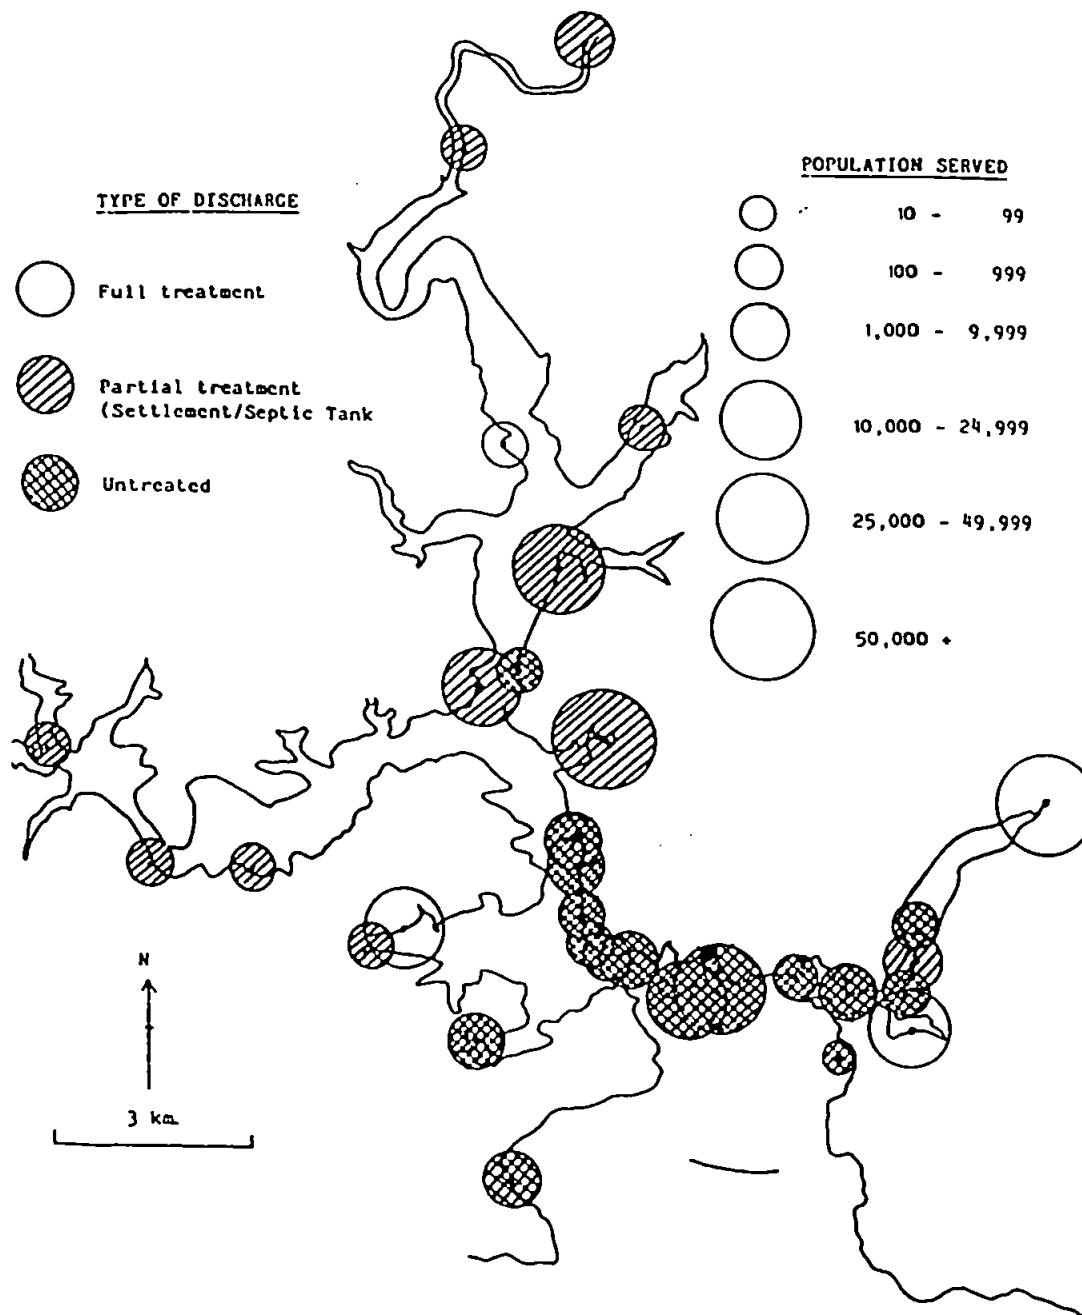 TYPE OF DISCHARGE
Full treatment
Partial treatment
(Settlement/Septic Tank
Untreated
POPULATION SERVED
10 - 99
100 - 999
1,000 - 9,999
10,000 - 24,999
25,000 - 49,999
50,000 +
N
3 km